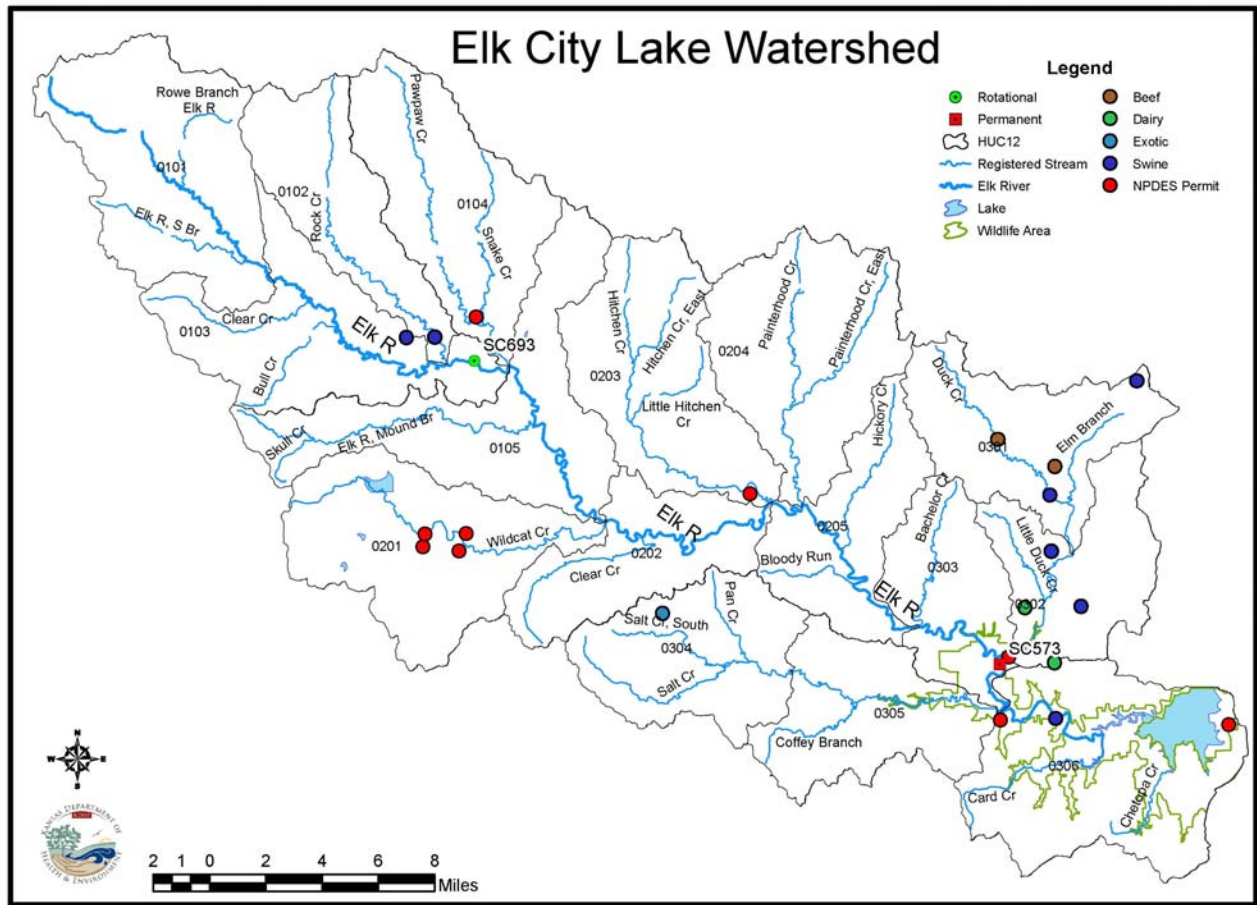 Elk City Lake Watershed
Legend
Rotational
Permanent
HUC12
Registered Stream
Elk River
Lake
Wildlife Area
Beef
Dairy
Exotic
Swine
NPDES Permit
Rowe Branch
Elk R
Pawpaw Cr
0101
0102
Rock Cr
0104
Snake Cr
Elk R, S Br
0103
Clear Cr
Bull Cr
Elk R
SC693
Hitchen Cr
Hitchen Cr, East
0203
Little Hitchen
Cr
0204
Painterhood Cr
Painterhood Cr, East
Hickory Cr
Duck Cr
0301
Elm Branch
Skull Cr
Elk R, Mound Br
0105
0201
Wildcat Cr
Elk R
0202
Clear Cr
0205
Bloody Run
Bachelor Cr
0303
Little Duck Cr
0302
Elk R
Pan Cr
Salt Cr, South
0304
Salt Cr
SC573
0305
Coffey Branch
0306
Card Cr
Chetopa Cr
N
W E
S
KANSAS DEPARTMENT OF
HEALTH & ENVIRONMENT
2 1 0 2 4 6 8
Miles